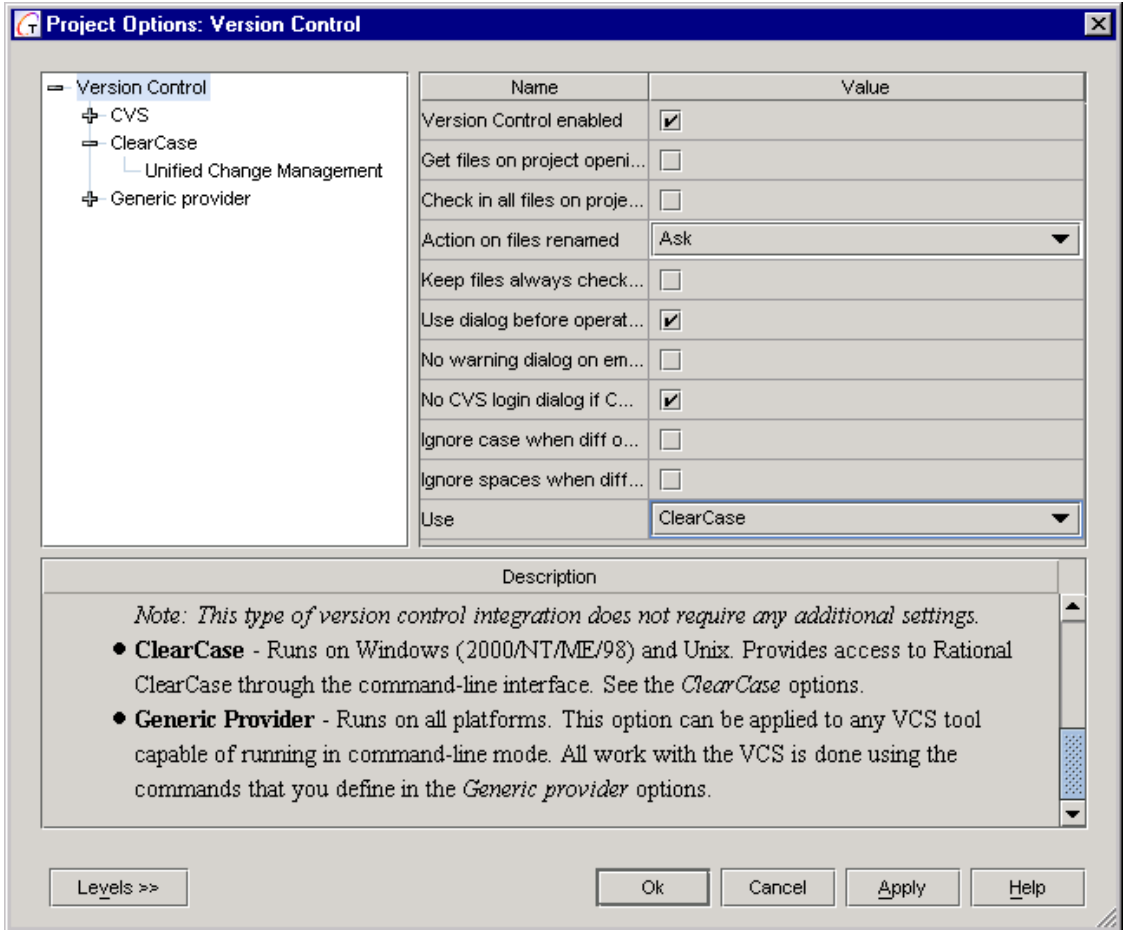 Project Options: Version Control
Version Control
CVS
ClearCase
Unified Change Management
Generic provider
Name Value
Version Control enabled
Get files on project openi...
Check in all files on proje...
Action on files renamed Ask
Keep files always check...
Use dialog before operat...
No warning dialog on em...
No CVS login dialog if C...
Ignore case when diff o...
Ignore spaces when diff...
Use ClearCase
Description
Note: This type of version control integration does not require any additional settings.
● ClearCase - Runs on Windows (2000/NT/ME/98) and Unix. Provides access to Rational
ClearCase through the command-line interface. See the ClearCase options.
● Generic Provider - Runs on all platforms. This option can be applied to any VCS tool
capable of running in command-line mode. All work with the VCS is done using the
commands that you define in the Generic provider options.
Levels >> Ok Cancel Apply Help